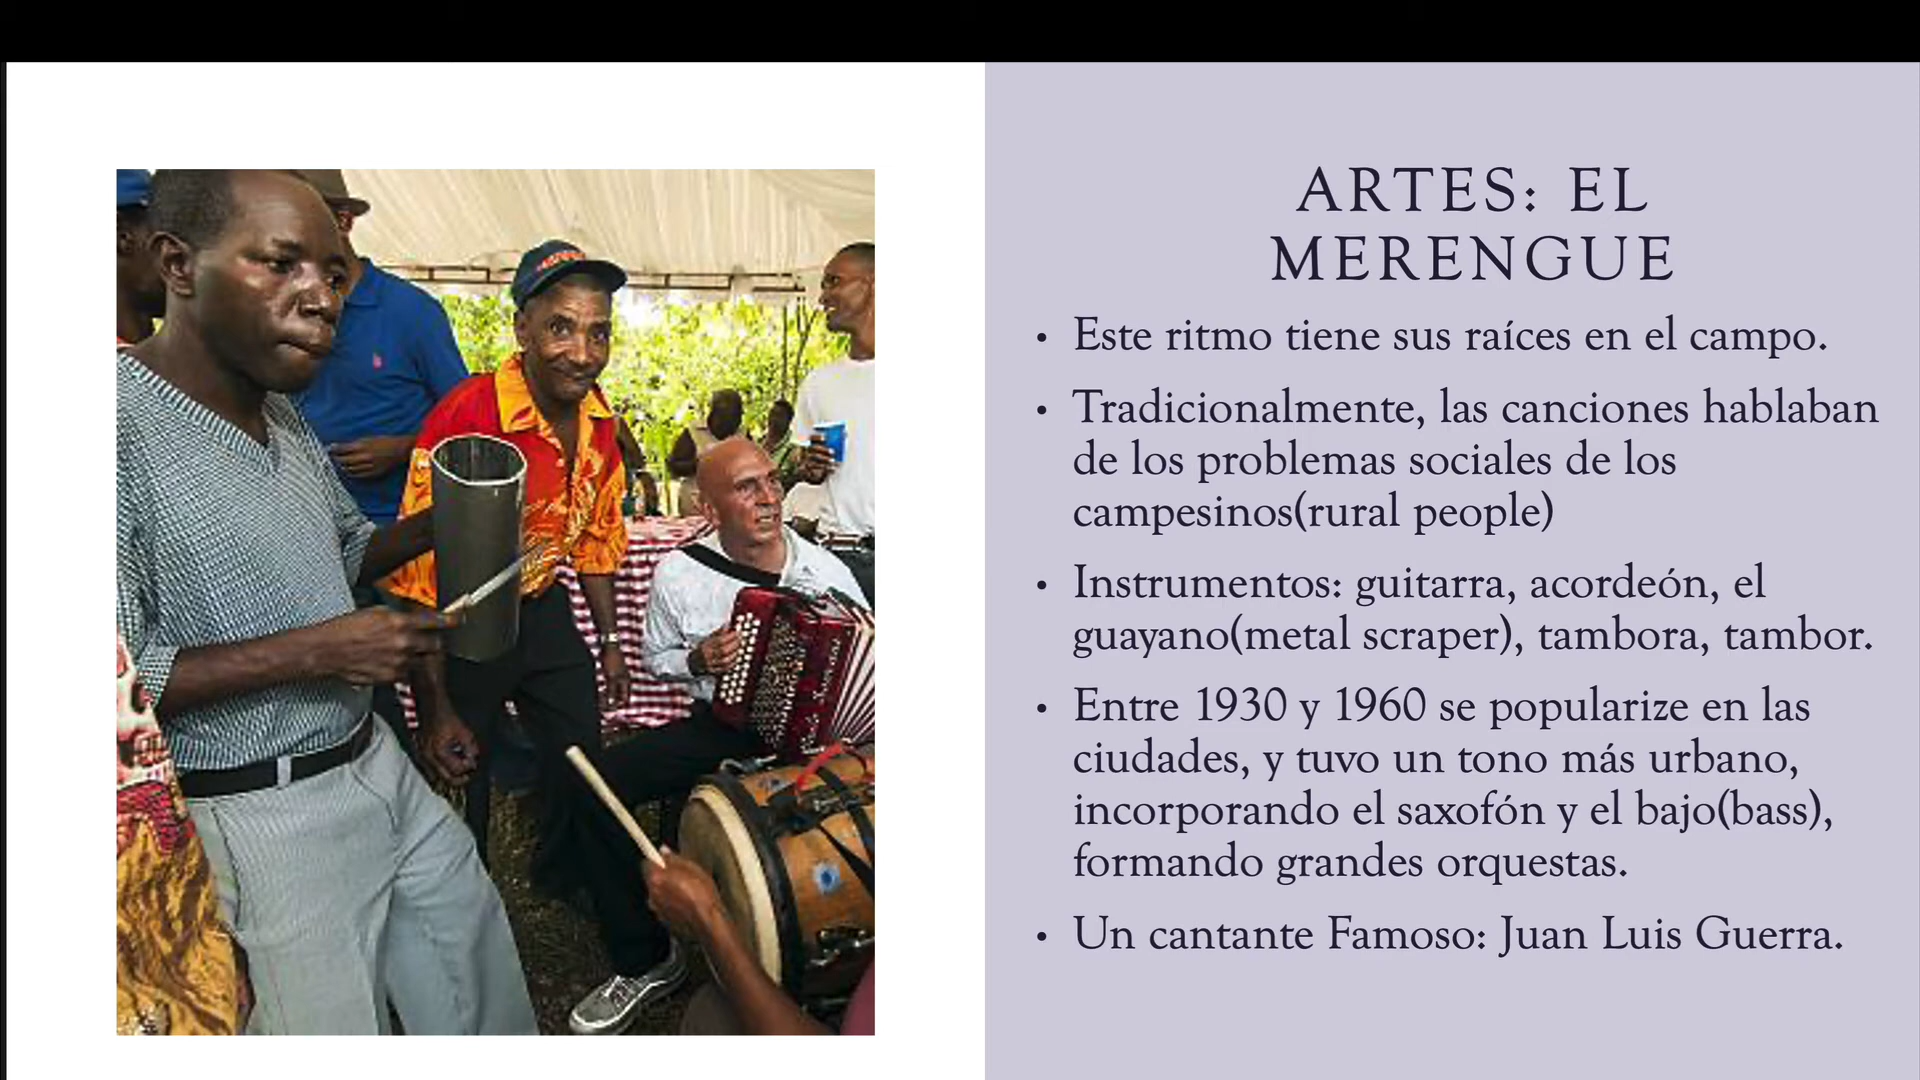 ARTES: EL
MERENGUE
• Este ritmo tiene sus raíces en el campo.
• Tradicionalmente, las canciones hablaban
de los problemas sociales de los
campesinos(rural people)
• Instrumentos: guitarra, acordeón, el
guayano(metal scraper), tambora, tambor.
• Entre 1930 y 1960 se popularize en las
ciudades, y tuvo un tono más urbano,
incorporando el saxofón y el bajo(bass),
formando grandes orquestas.
• Un cantante Famoso: Juan Luis Guerra.